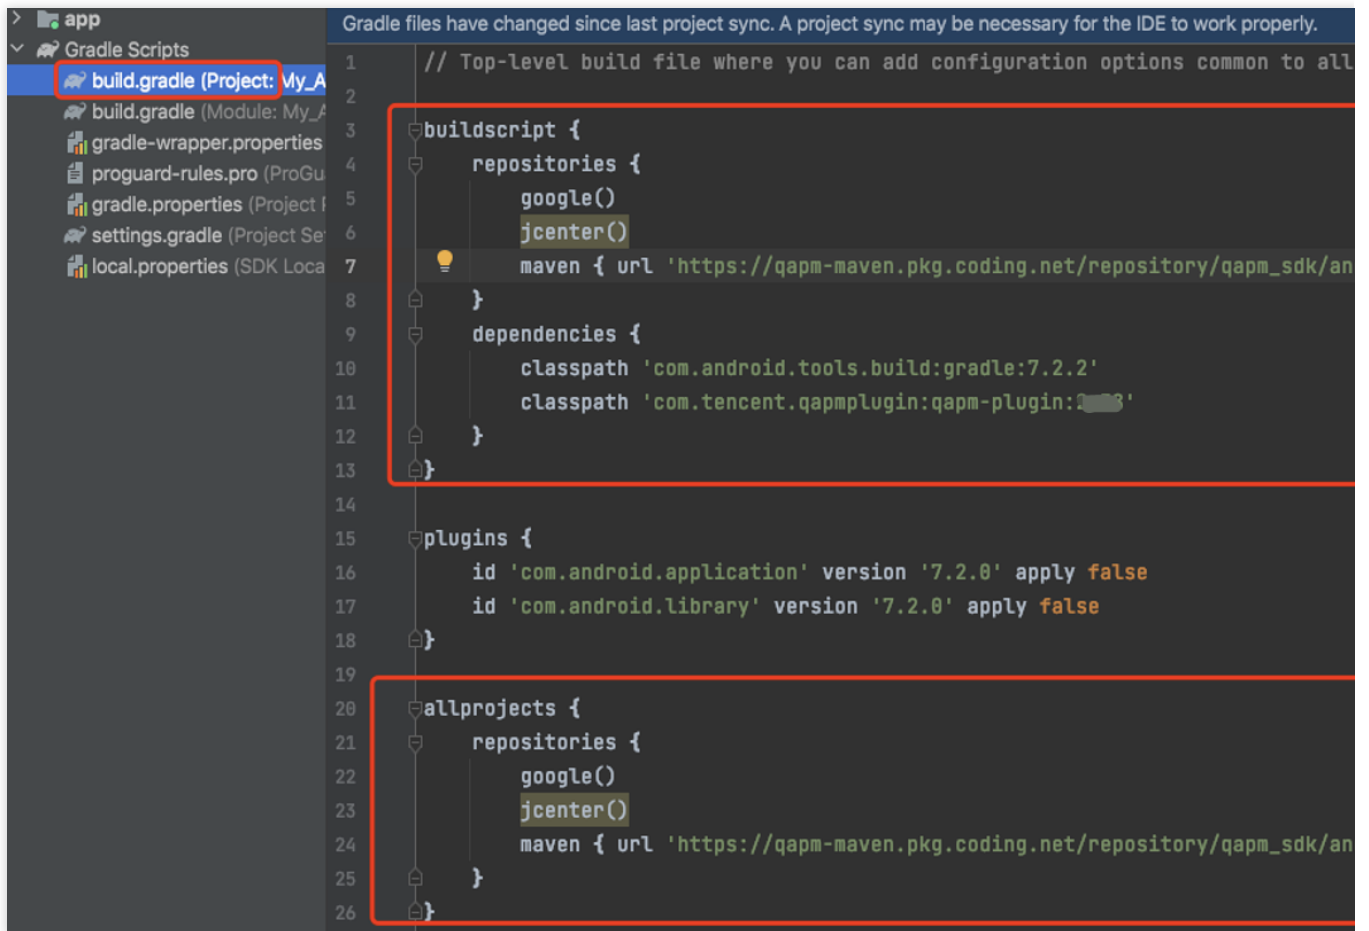 app
Gradle Scripts
build.gradle (Project: My_A
build.gradle (Module: My_A
gradle-wrapper.properties
proguard-rules.pro (ProGu
gradle.properties (Project
settings.gradle (Project Se
local.properties (SDK Loca
Gradle files have changed since last project sync. A project sync may be necessary for the IDE to work properly.
1 // Top-level build file where you can add configuration options common to all
2
3 buildscript {
4 repositories {
5 google()
6 jcenter()
7 maven { url 'https://qapm-maven.pkg.coding.net/repository/qapm_sdk/an
8 }
9 dependencies {
10 classpath 'com.android.tools.build:gradle:7.2.2'
11 classpath 'com.tencent.qapmplugin:qapm-plugin: '
12 }
13 }
14
15 plugins {
16 id 'com.android.application' version '7.2.0' apply false
17 id 'com.android.library' version '7.2.0' apply false
18 }
19
20 allprojects {
21 repositories {
22 google()
23 jcenter()
24 maven { url 'https://qapm-maven.pkg.coding.net/repository/qapm_sdk/an
25 }
26 }